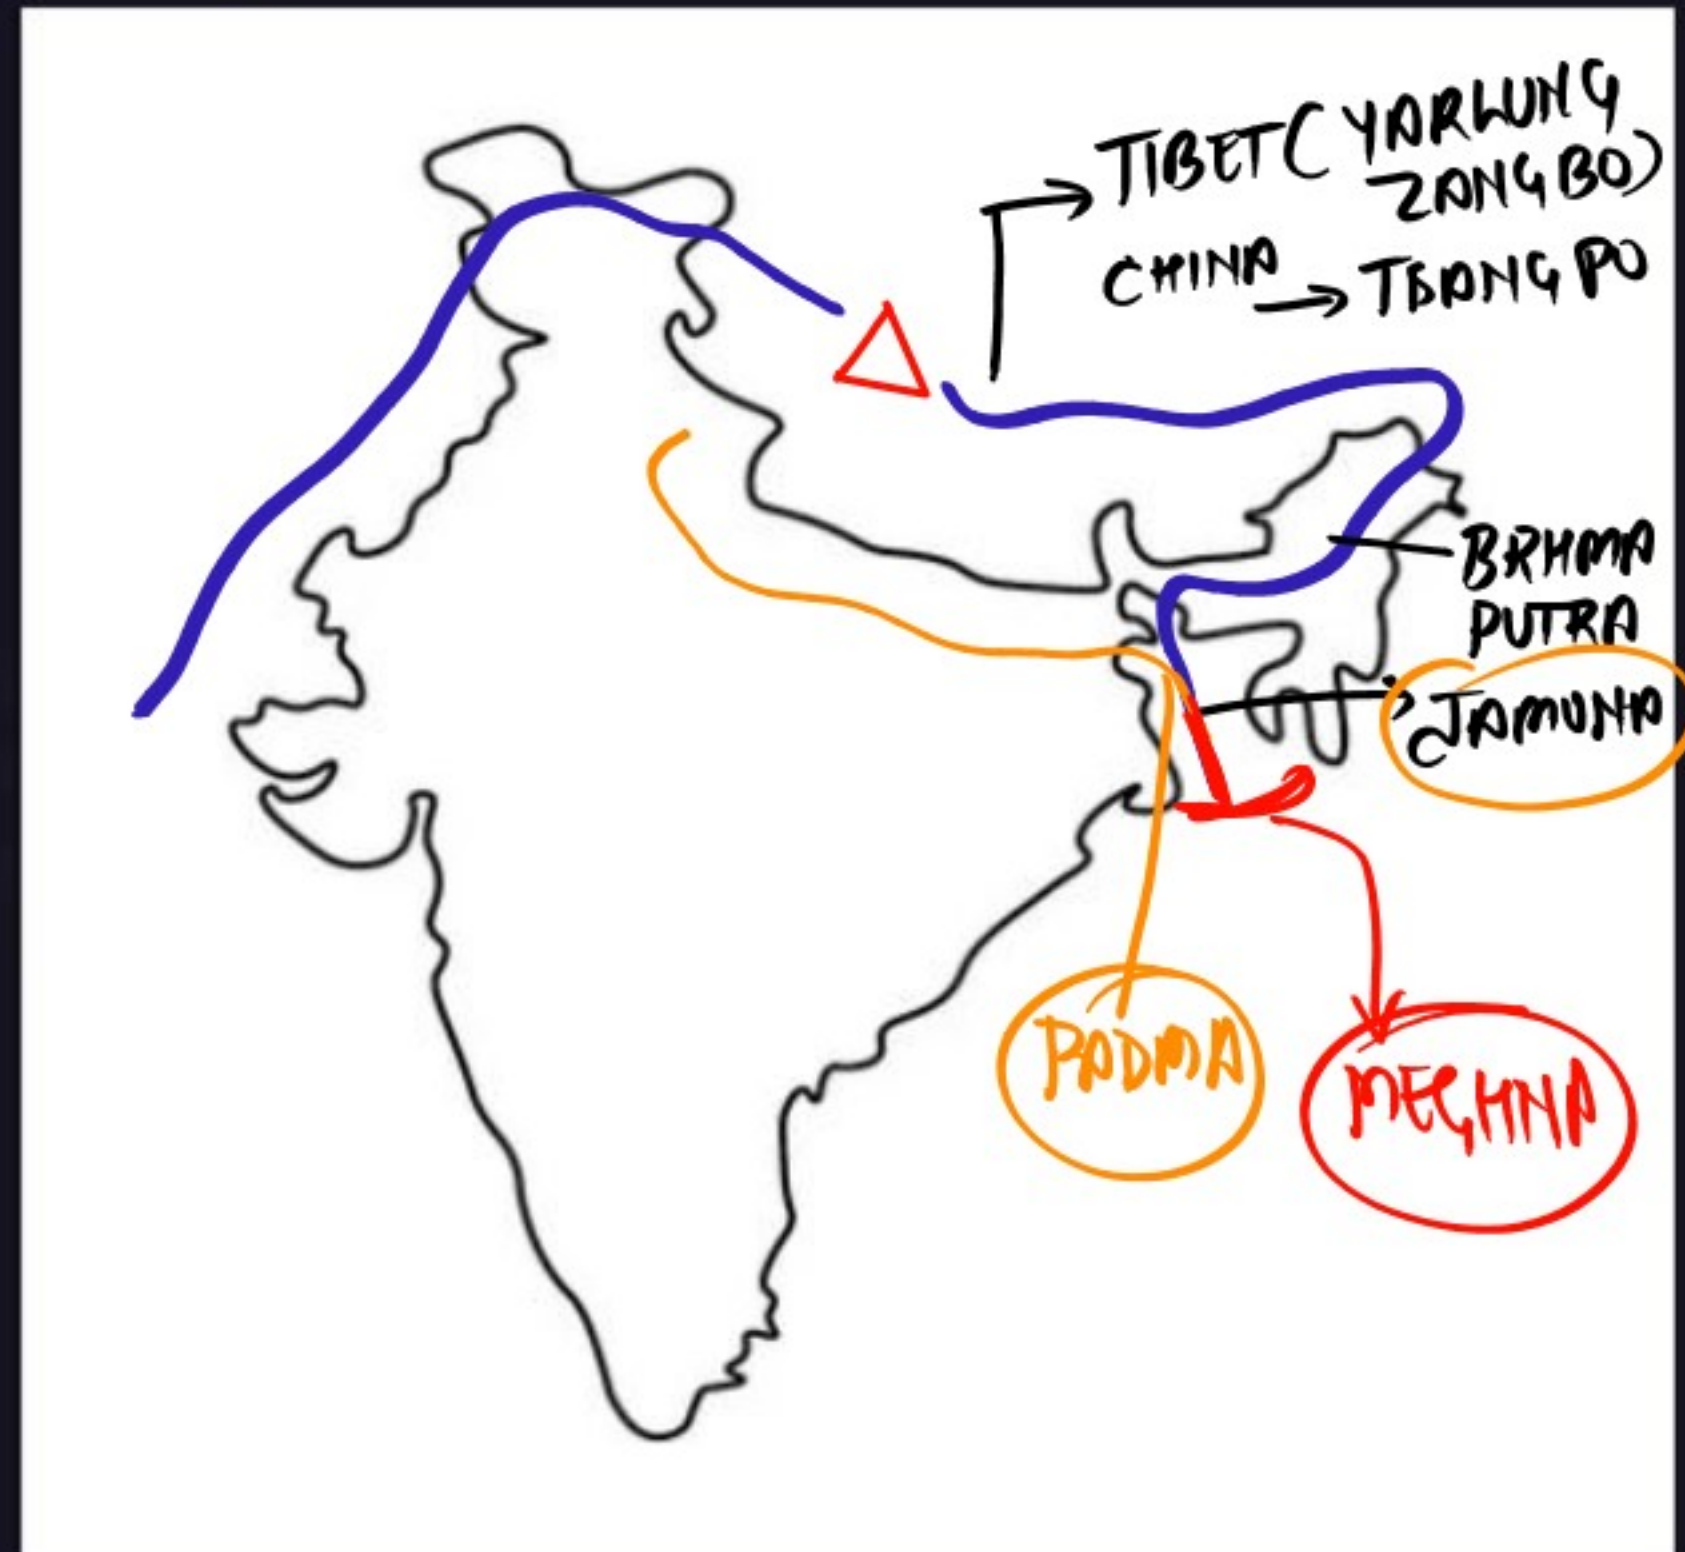 TIBET ( YARLUNG
ZANGBO)
CHINA → TSANGPO
BRHMA
PUTRA
JAMUNA
PADMA
MEGHNA